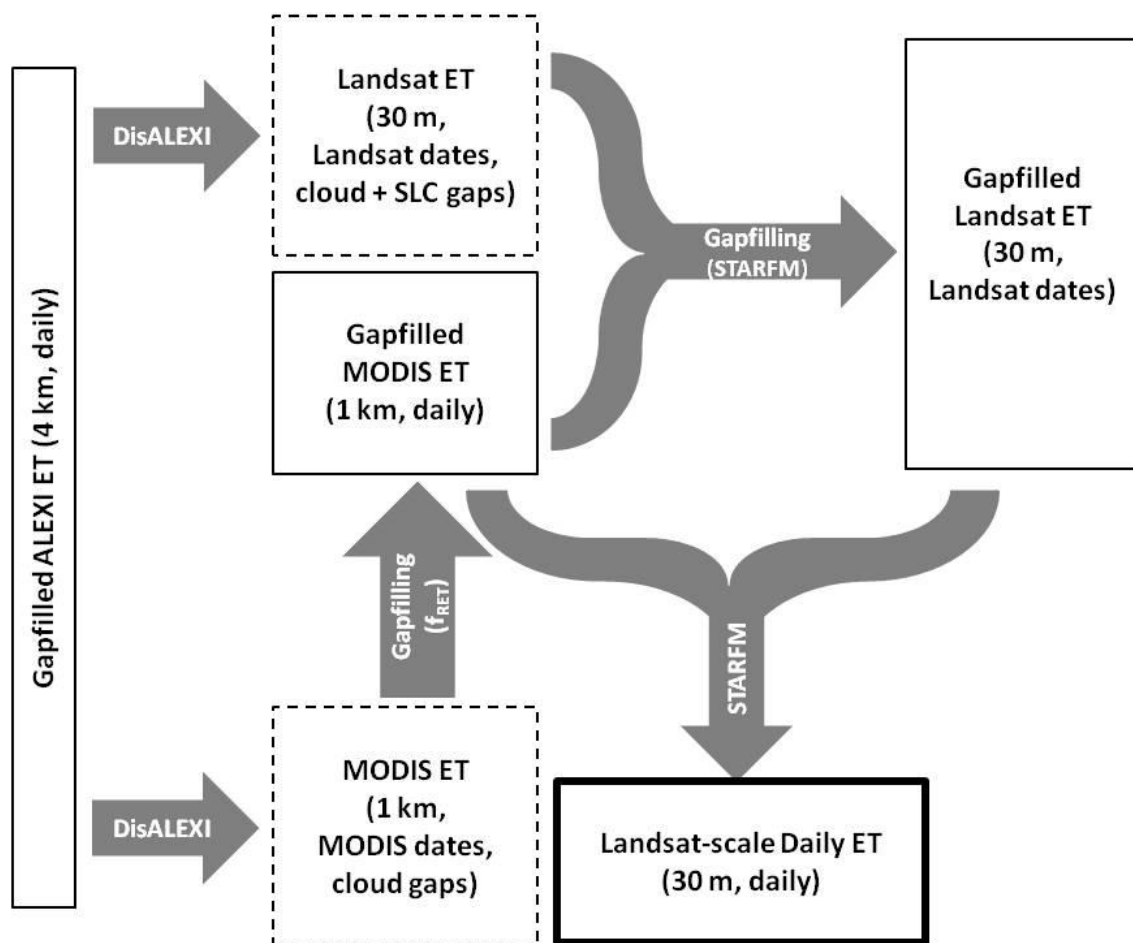 Gapfilled ALEXI ET (4 km, daily)
DisALEXI
Landsat ET
(30 m,
Landsat dates,
cloud + SLC gaps)
Gapfilling
(STARFM)
Gapfilled
Landsat ET
(30 m,
Landsat dates)
Gapfilled
MODIS ET
(1 km, daily)
Gapfilling
(fRET)
STARFM
DisALEXI
MODIS ET
(1 km,
MODIS dates,
cloud gaps)
Landsat-scale Daily ET
(30 m, daily)